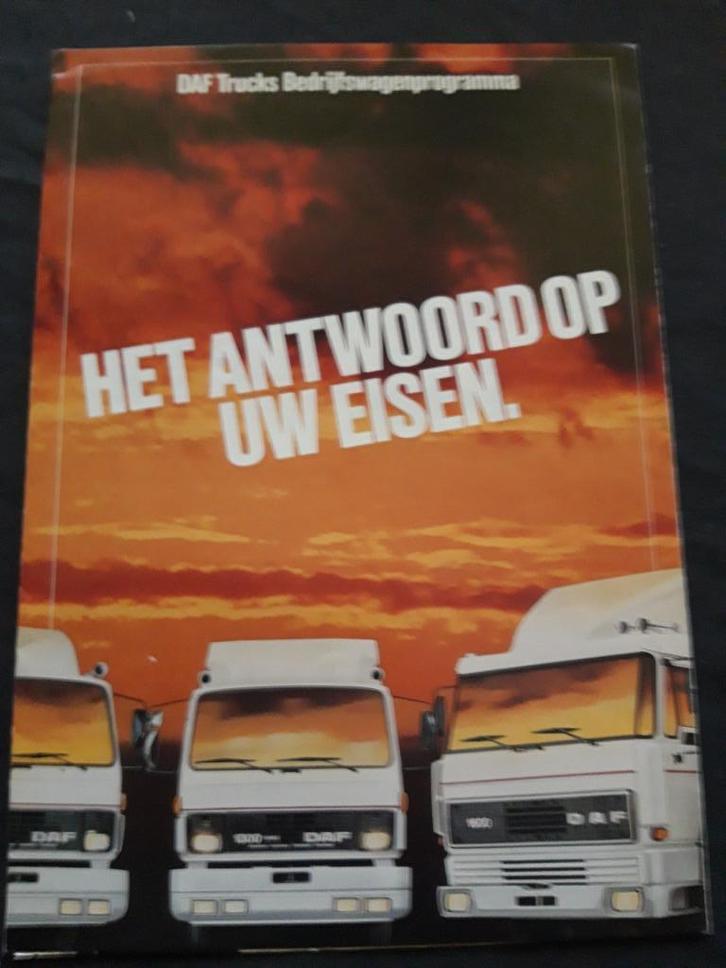 DAF Trucks Bedrijfswagenprogramma
HET ANTWOORD OP
UW EISEN.
DAF
DAF
DAF